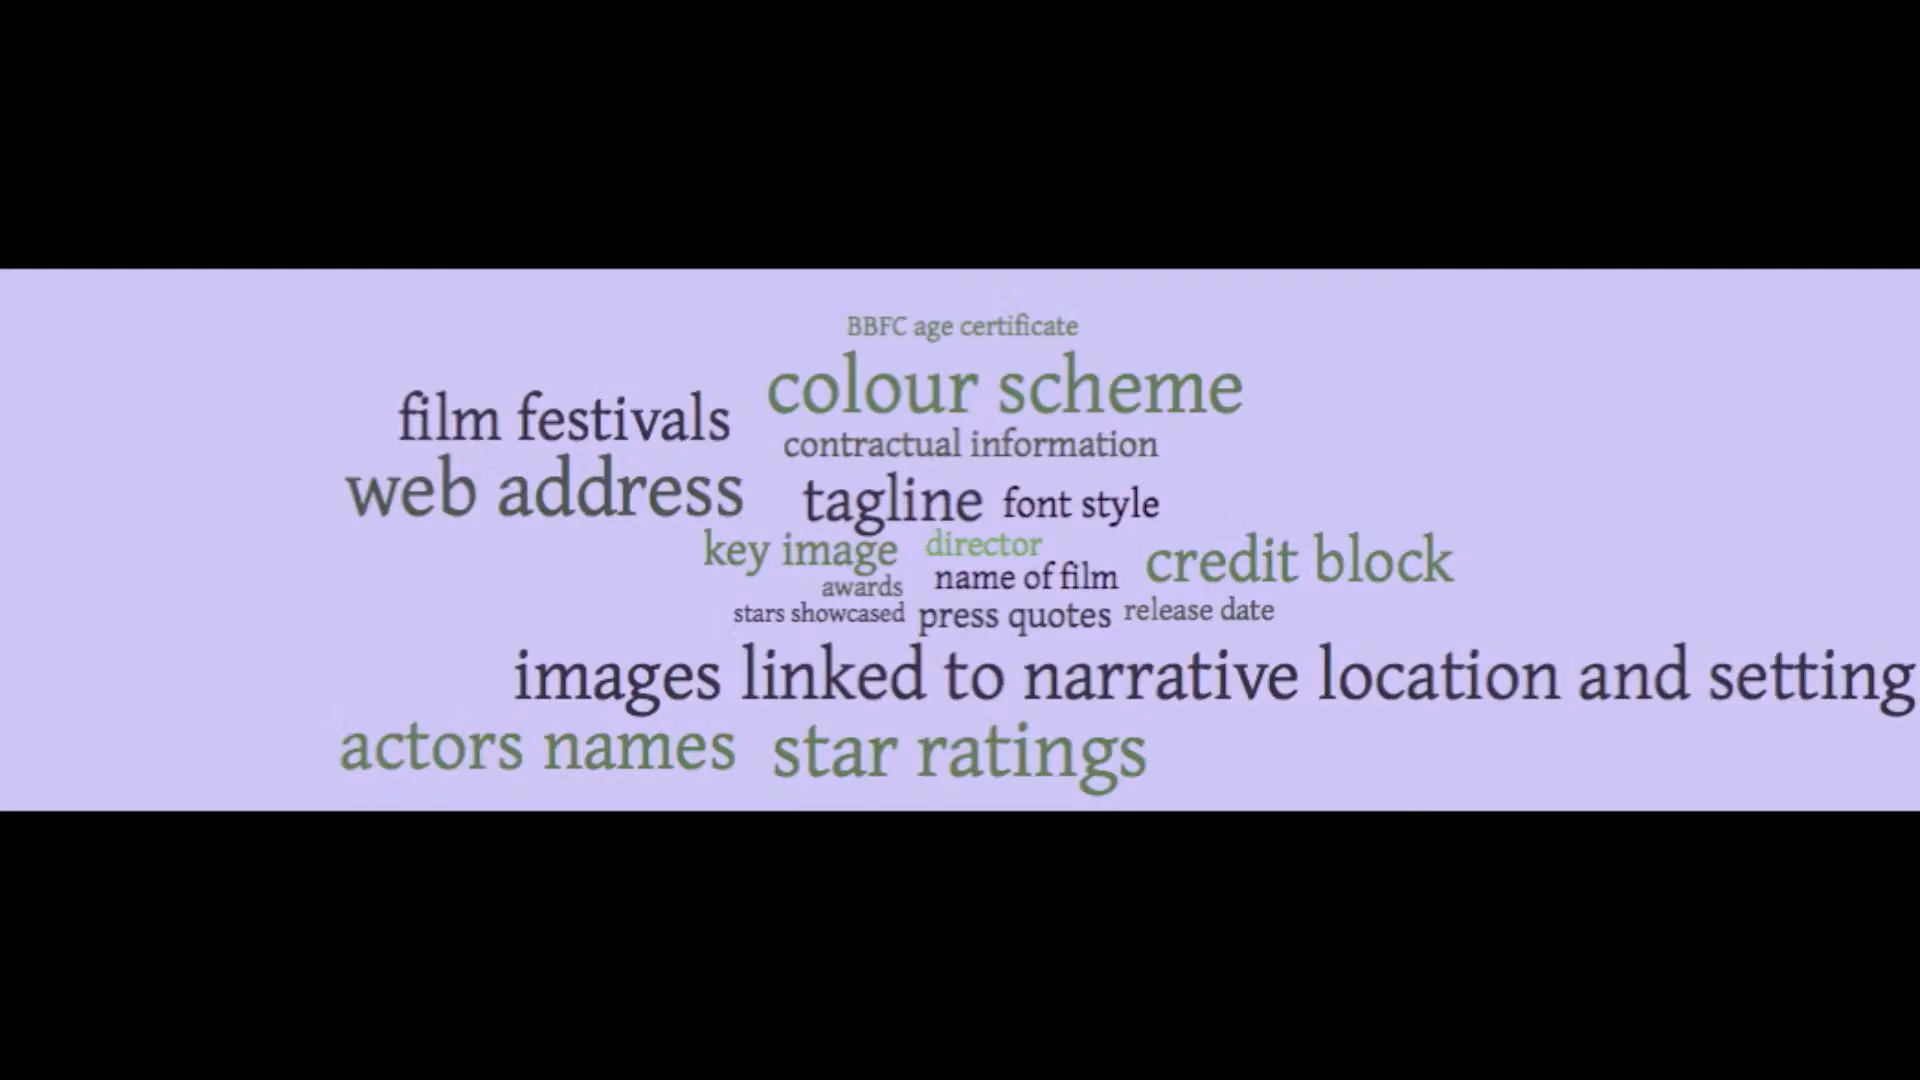 BBFC age certificate
colour scheme
film festivals
contractual information
web address
tagline
font style
key image
director
credit block
awards
name of film
stars showcased
press quotes
release date
images linked to narrative location and setting
actors names
star ratings